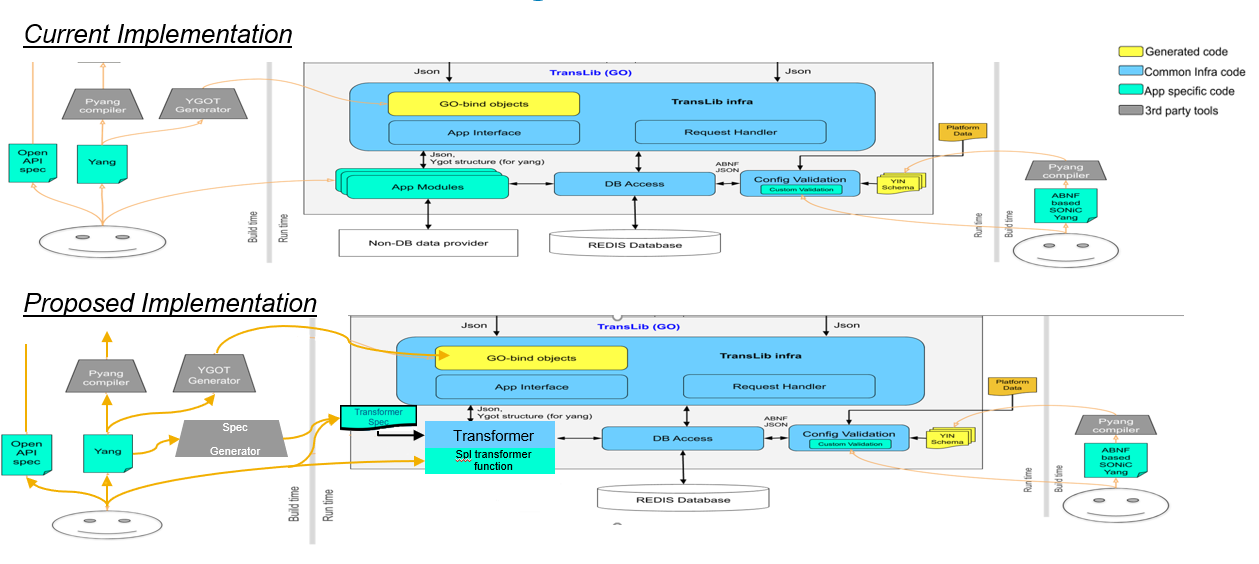 Current Implementation
Generated code
Common Infra code
App specific code
3rd party tools
Json
TransLib (GO)
Json
Pyang
compiler
YGOT
Generator
GO-bind objects
TransLib infra
App Interface
Request Handler
Platform
Data
Open
API
spec
Yang
Json,
Ygot structure (for yang)
ABNF
JSON
App Modules
DB Access
Config Validation
Custom Validation
YIN
Schema
Pyang
compiler
ABNF
based
SONiC
Yang
Build time
Run time
Non-DB data provider
REDIS Database
Run time
Build time
Proposed Implementation
Json
TransLib (GO)
Json
Pyang
compiler
YGOT
Generator
GO-bind objects
TransLib infra
App Interface
Request Handler
Platform
Data
Transformer
Spec
Json,
Ygot structure (for yang)
ABNF
JSON
Open
API
spec
Yang
Spec
Generator
Transformer
Spl transformer
function
DB Access
Config Validation
Custom Validation
YIN
Schema
Pyang
compiler
ABNF
based
SONiC
Yang
Build time
Run time
REDIS Database
Run time
Build time